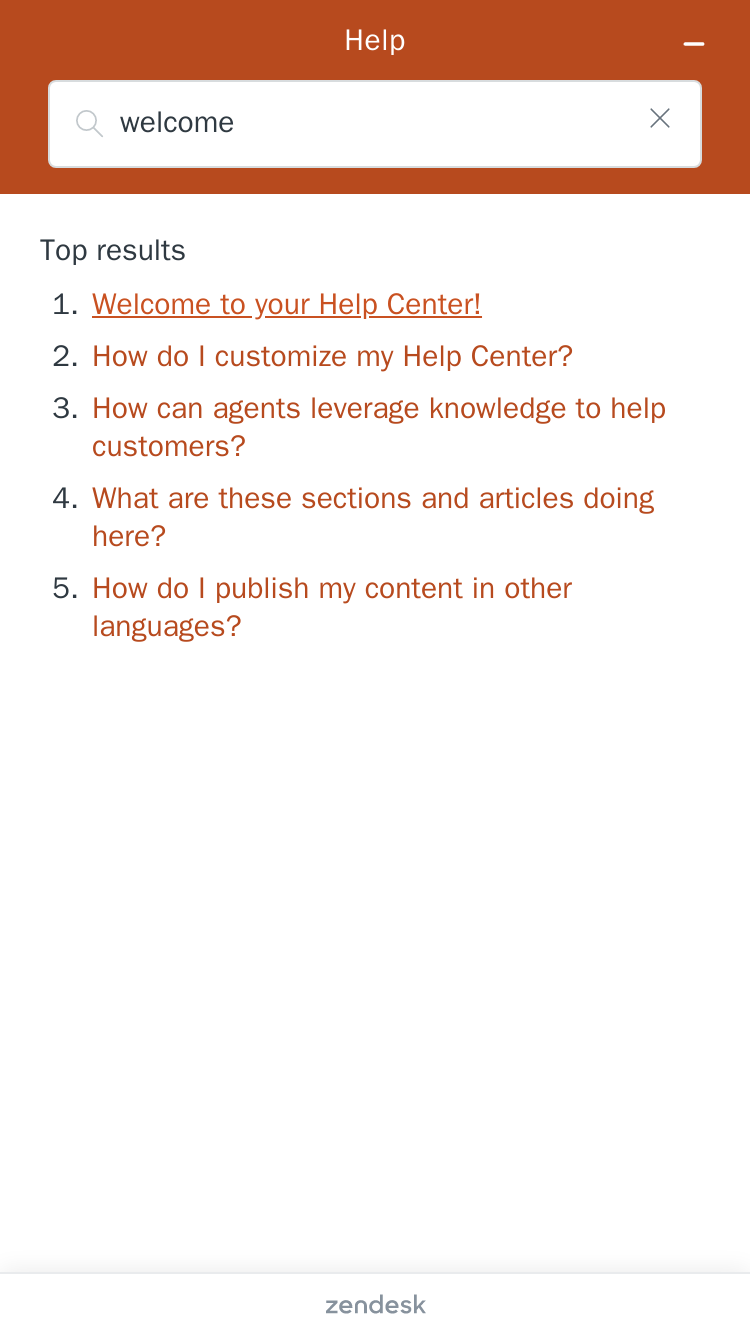 Help
welcome
Top results
1. Welcome to your Help Center!
2. How do I customize my Help Center?
3. How can agents leverage knowledge to help
customers?
4. What are these sections and articles doing
here?
5. How do I publish my content in other
languages?
zendesk